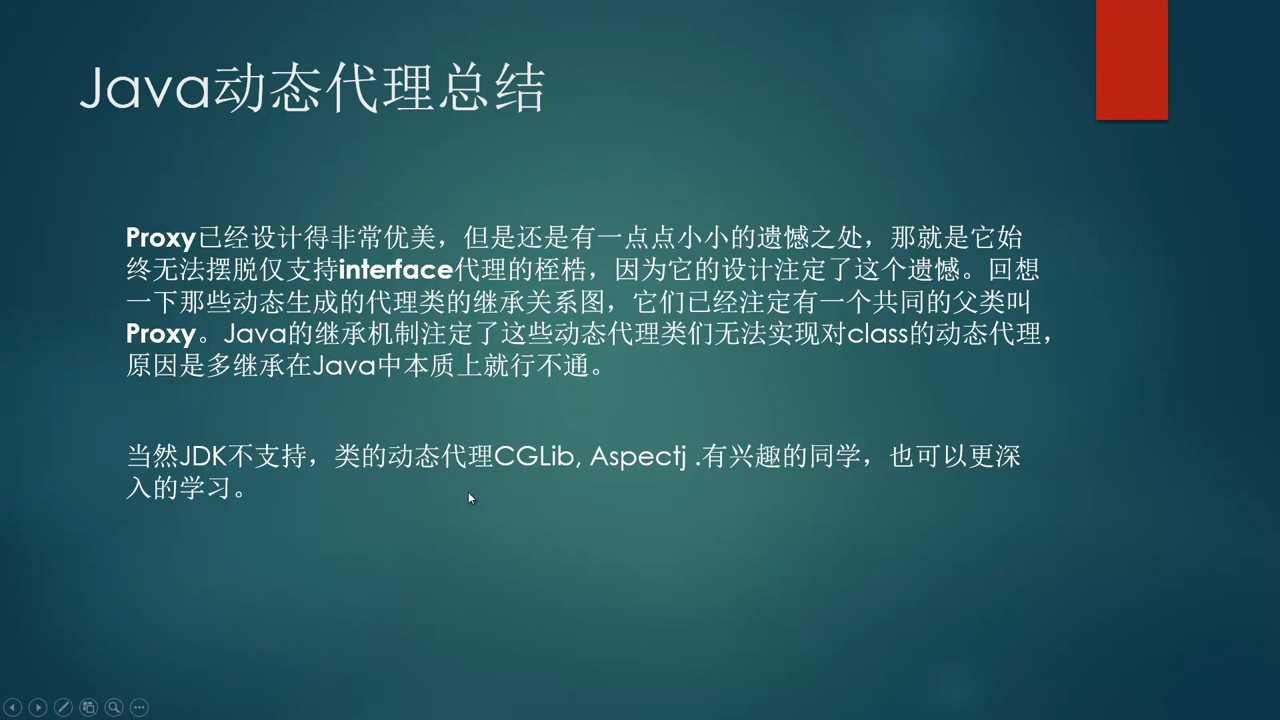 Java动态代理总结
Proxy已经设计得非常优美，但是还是有一点点小小的遗憾之处，那就是它始
终无法摆脱仅支持interface代理的桎梏，因为它的设计注定了这个遗憾。回想
一下那些动态生成的代理类的继承关系图，它们已经注定有一个共同的父类叫
Proxy。Java的继承机制注定了这些动态代理类们无法实现对class的动态代理，
原因是多继承在Java中本质上就行不通。
当然JDK不支持，类的动态代理CGLib, Aspectj .有兴趣的同学，也可以更深
入的学习。